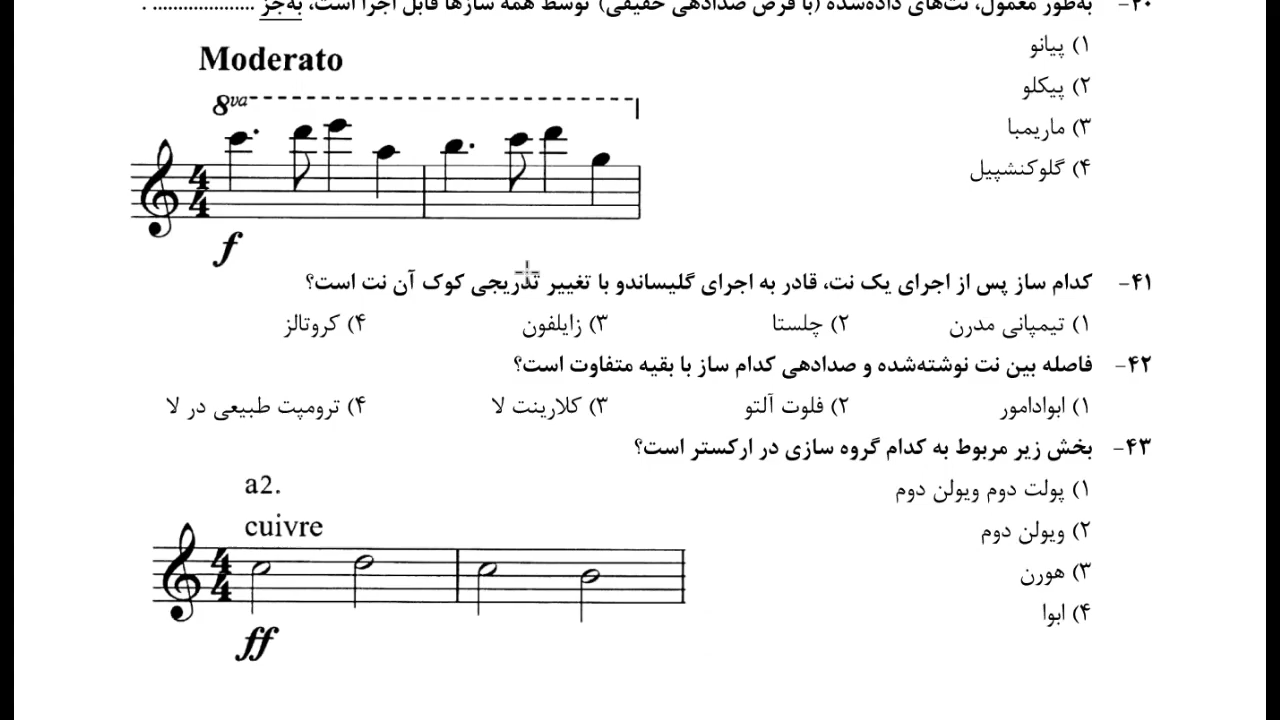 ۴۰- به‌طور معمول، نت‌های داده‌شده (با فرض صدادهی حقیقی) توسط همه سازها قابل اجرا است، به‌جز .................... .
۱) پیانو
۲) پیکلو
۳) ماریمبا
۴) گلوکنشپیل
Moderato
8va
4
4
f
۴۱- کدام ساز پس از اجرای یک نت، قادر به اجرای گلیساندو با تغییر تدریجی کوک آن نت است؟
۱) تیمپانی مدرن ۲) چلستا ۳) زایلفون ۴) کروتالز
۴۲- فاصله بین نت نوشته‌شده و صدادهی کدام ساز با بقیه متفاوت است؟
۱) ابوادامور ۲) فلوت آلتو ۳) کلارینت لا ۴) ترومپت طبیعی در لا
۴۳- بخش زیر مربوط به کدام گروه سازی در ارکستر است؟
۱) پولت دوم ویولن دوم
۲) ویولن دوم
۳) هورن
۴) ابوا
a2.
cuivre
4
4
ff